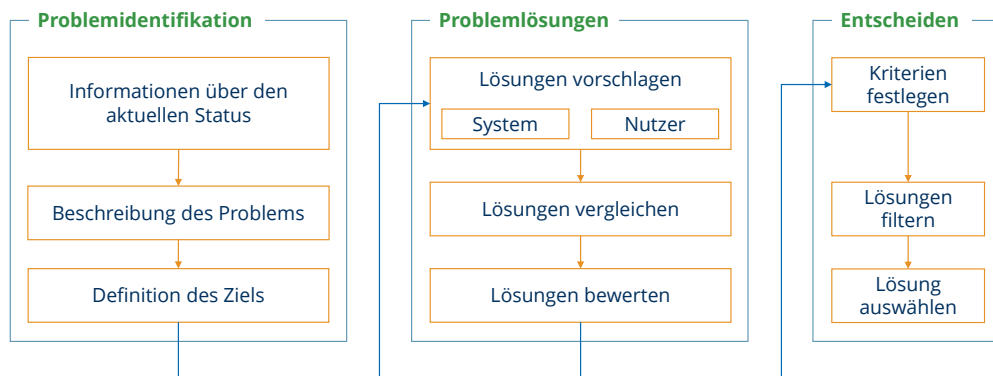 Problemidentifikation
Informationen über den
aktuellen Status
Beschreibung des Problems
Definition des Ziels
Problemlösungen
Lösungen vorschlagen
System
Nutzer
Lösungen vergleichen
Lösungen bewerten
Entscheiden
Kriterien
festlegen
Lösungen
filtern
Lösung
auswählen